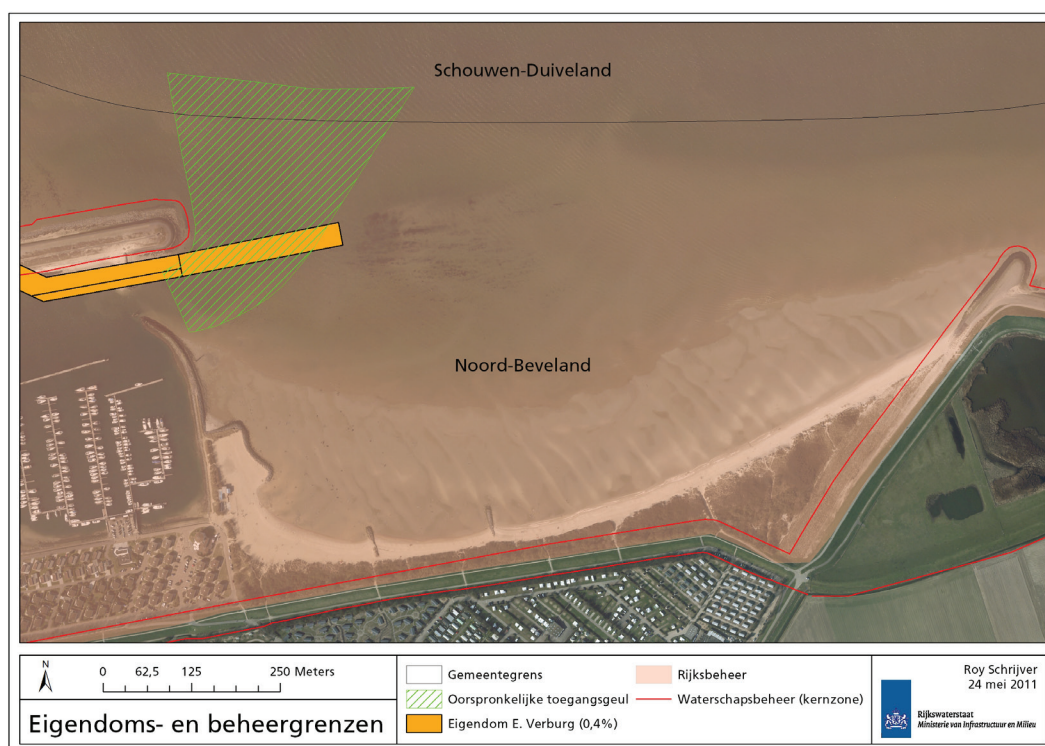 Schouwen-Duiveland
Noord-Beveland
N
0 62,5 125 250 Meters
Eigendoms- en beheergrenzen
Gemeentegrens
Oorspronkelijke toegangsgeul
Eigendom E. Verburg (0,4%)
Rijksbeheer
Waterschapsbeheer (kernzone)
Roy Schrijver
24 mei 2011
Rijkswaterstaat
Ministerie van Infrastructuur en Milieu